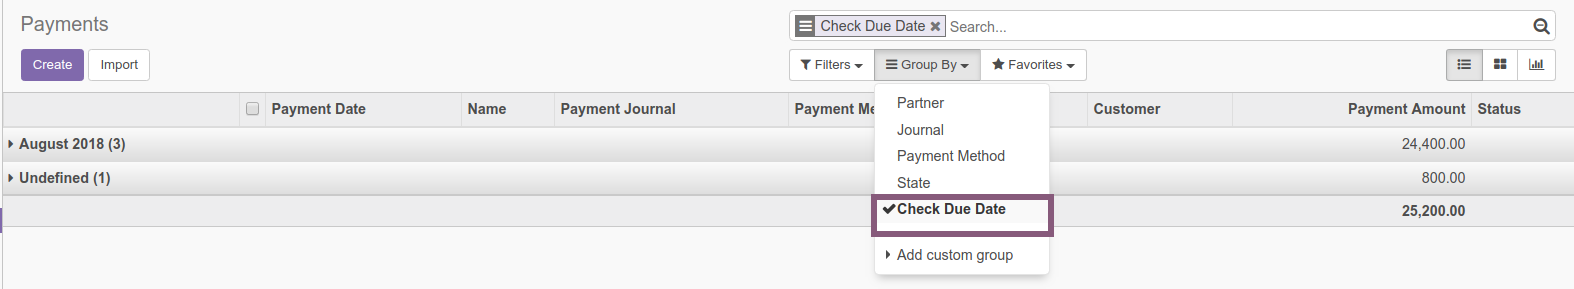 Payments
Check Due Date Search...
Create Import
Filters Group By Favorites
Payment Date Name Payment Journal Payment Me Customer Payment Amount Status
August 2018 (3) 24,400.00
Undefined (1) 800.00
25,200.00
Partner
Journal
Payment Method
State
Check Due Date
Add custom group